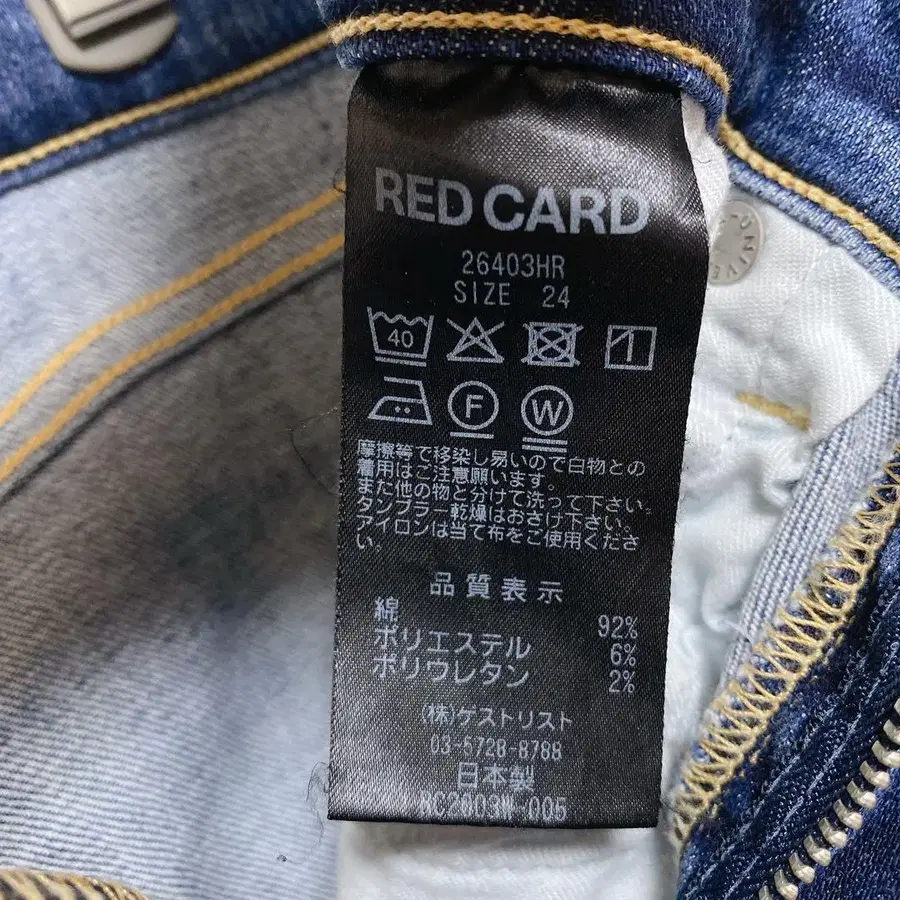 RED CARD
26403HR
SIZE 24
40
F
W
摩擦等で移染し易いので白物との
着用はご注意願います。
また他の物と分けて洗って下さい。
タンブラー乾燥はおさけ下さい。
アイロンは当て布をご使用くださ
い。
品質表示
綿 92%
ポリエステル 6%
ポリウレタン 2%
(株)ゲストリスト
03-5728-8788
日本製
RC2003W-005